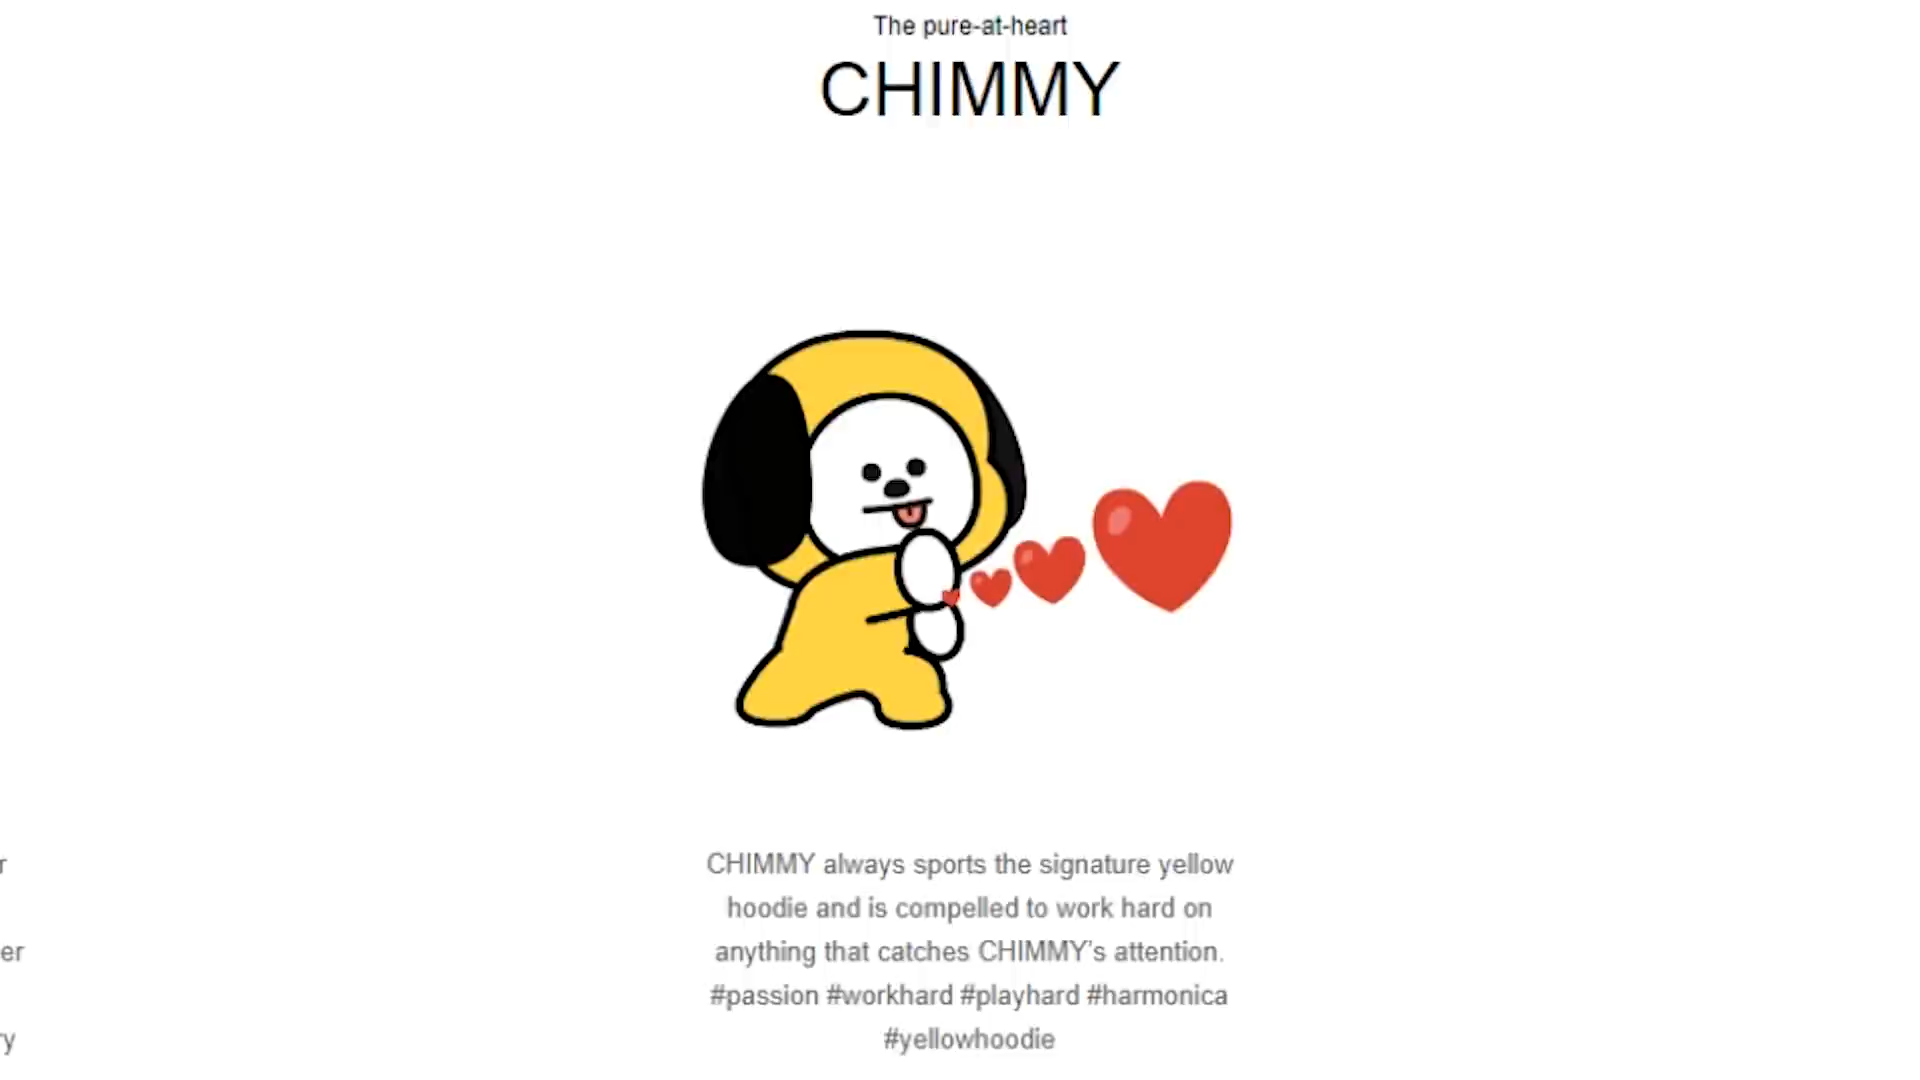 The pure-at-heart
CHIMMY
CHIMMY always sports the signature yellow
hoodie and is compelled to work hard on
anything that catches CHIMMY's attention.
#passion #workhard #playhard #harmonica
#yellowhoodie